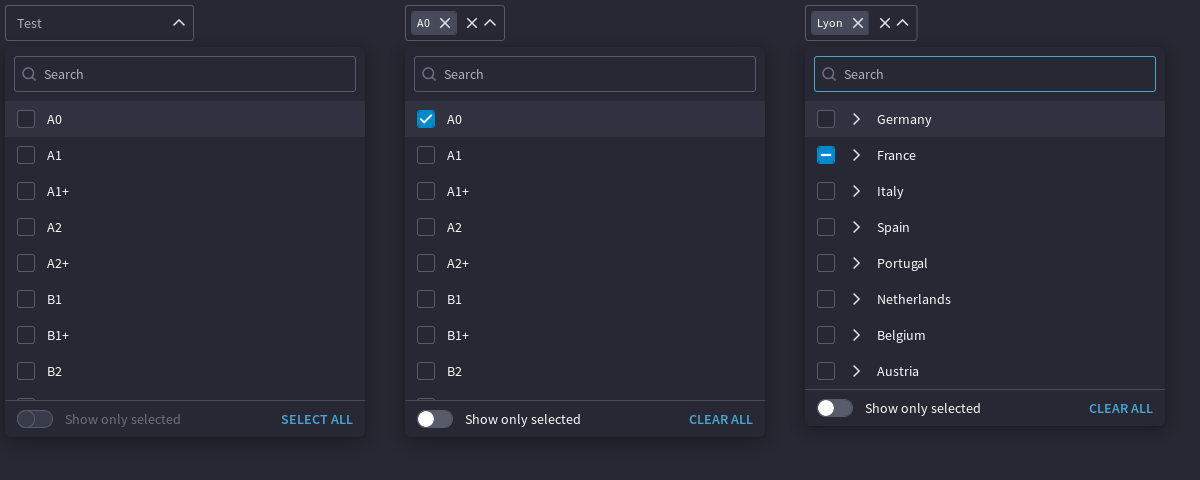 Test
Search
A0
A1
A1+
A2
A2+
B1
B1+
B2
Show only selected
SELECT ALL
A0
Search
A0
A1
A1+
A2
A2+
B1
B1+
B2
Show only selected
CLEAR ALL
Lyon
Search
Germany
France
Italy
Spain
Portugal
Netherlands
Belgium
Austria
Show only selected
CLEAR ALL